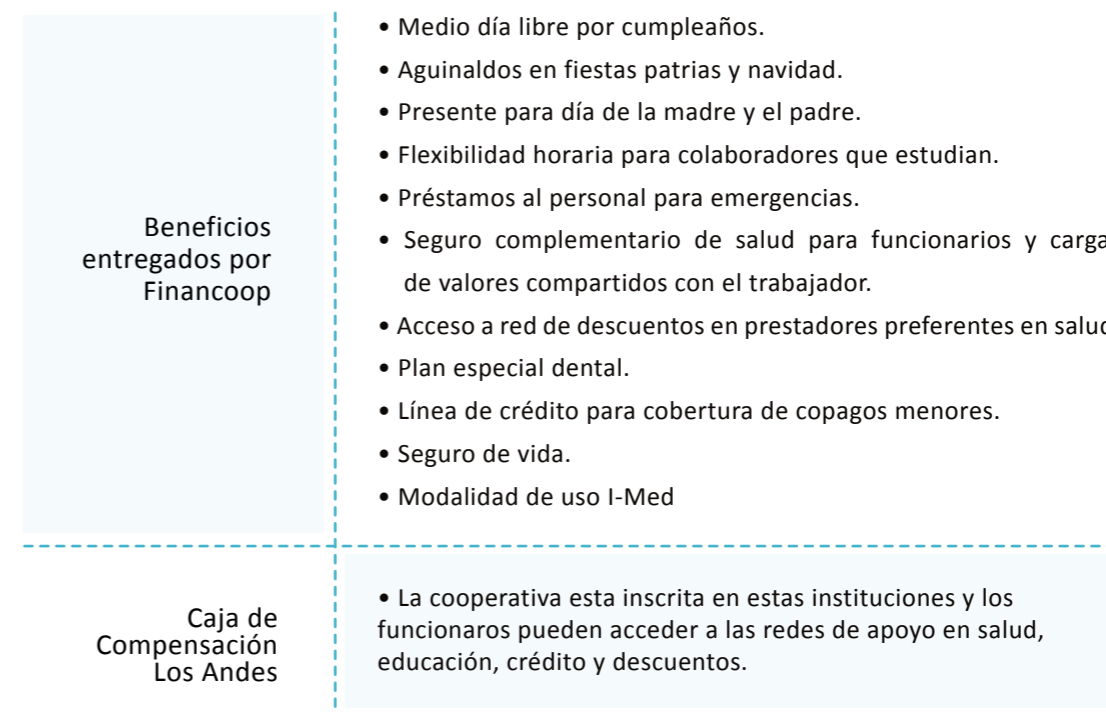 • Medio día libre por cumpleaños.
• Aguinaldos en fiestas patrias y navidad.
• Presente para día de la madre y el padre.
• Flexibilidad horaria para colaboradores que estudian.
• Préstamos al personal para emergencias.
Beneficios
entregados por
Financoop
• Seguro complementario de salud para funcionarios y carga
de valores compartidos con el trabajador.
• Acceso a red de descuentos en prestadores preferentes en salud
• Plan especial dental.
• Línea de crédito para cobertura de copagos menores.
• Seguro de vida.
• Modalidad de uso I-Med
Caja de
Compensación
Los Andes
• La cooperativa esta inscrita en estas instituciones y los
funcionaros pueden acceder a las redes de apoyo en salud,
educación, crédito y descuentos.